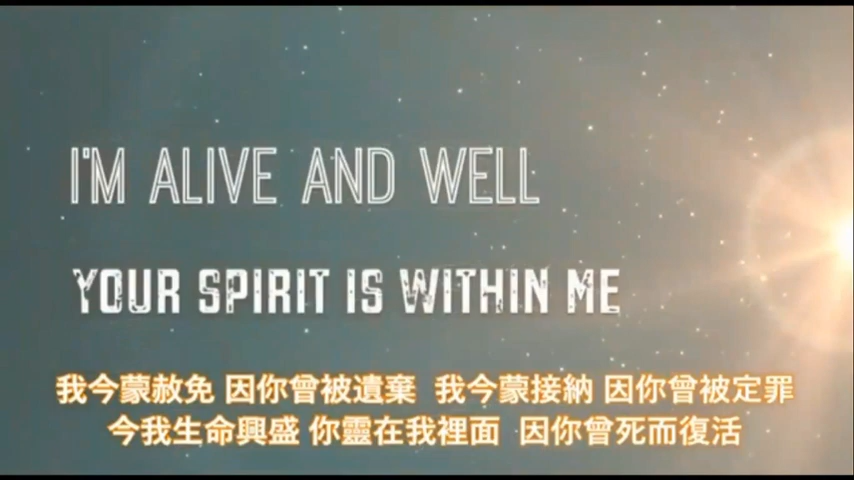 I'M ALIVE AND WELL
YOUR SPIRIT IS WITHIN ME
我今蒙赦免 因你曾被遺棄 我今蒙接納 因你曾被定罪
今我生命興盛 你靈在我裡面 因你曾死而復活